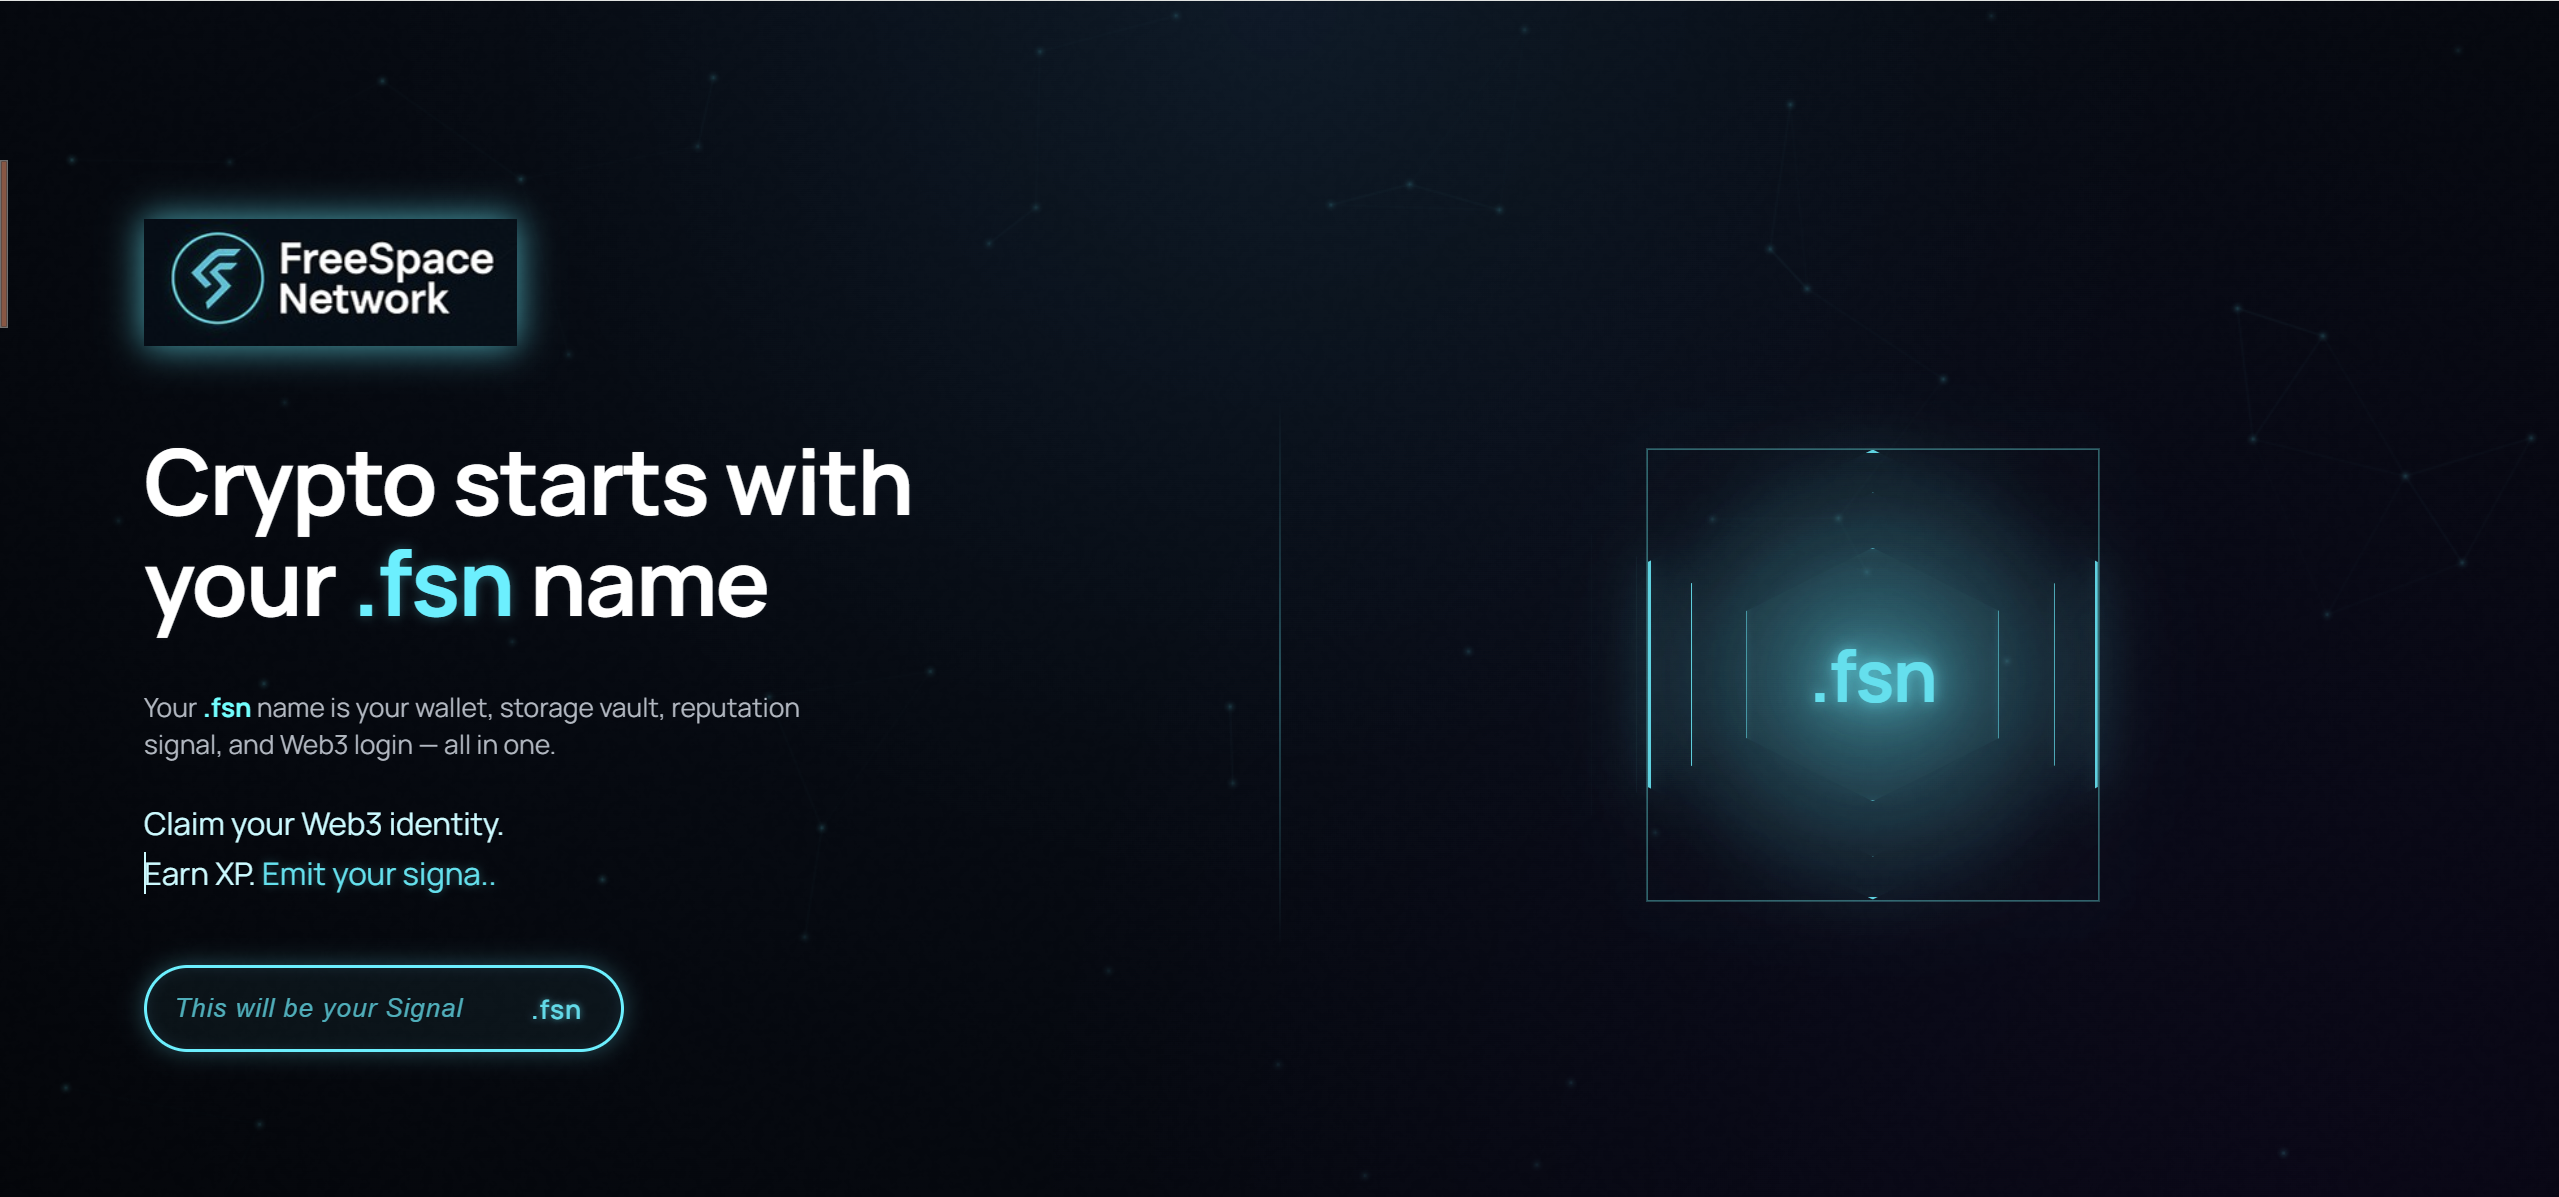 FreeSpace
Network
Crypto starts with
your .fsn name
Your .fsn name is your wallet, storage vault, reputation
signal, and Web3 login — all in one.
Claim your Web3 identity.
Earn XP. Emit your signa..
This will be your Signal .fsn
.fsn